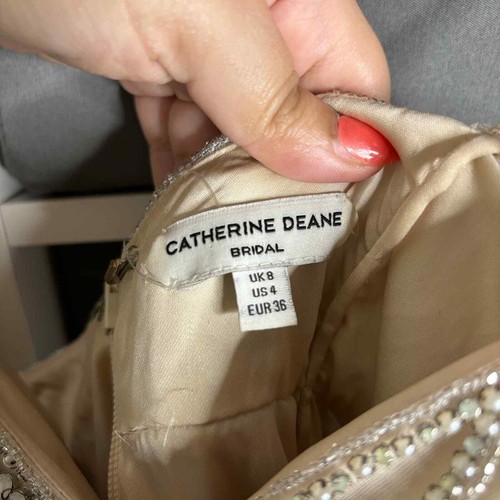 CATHERINE DEANE
BRIDAL
UK 8
US 4
EUR 36